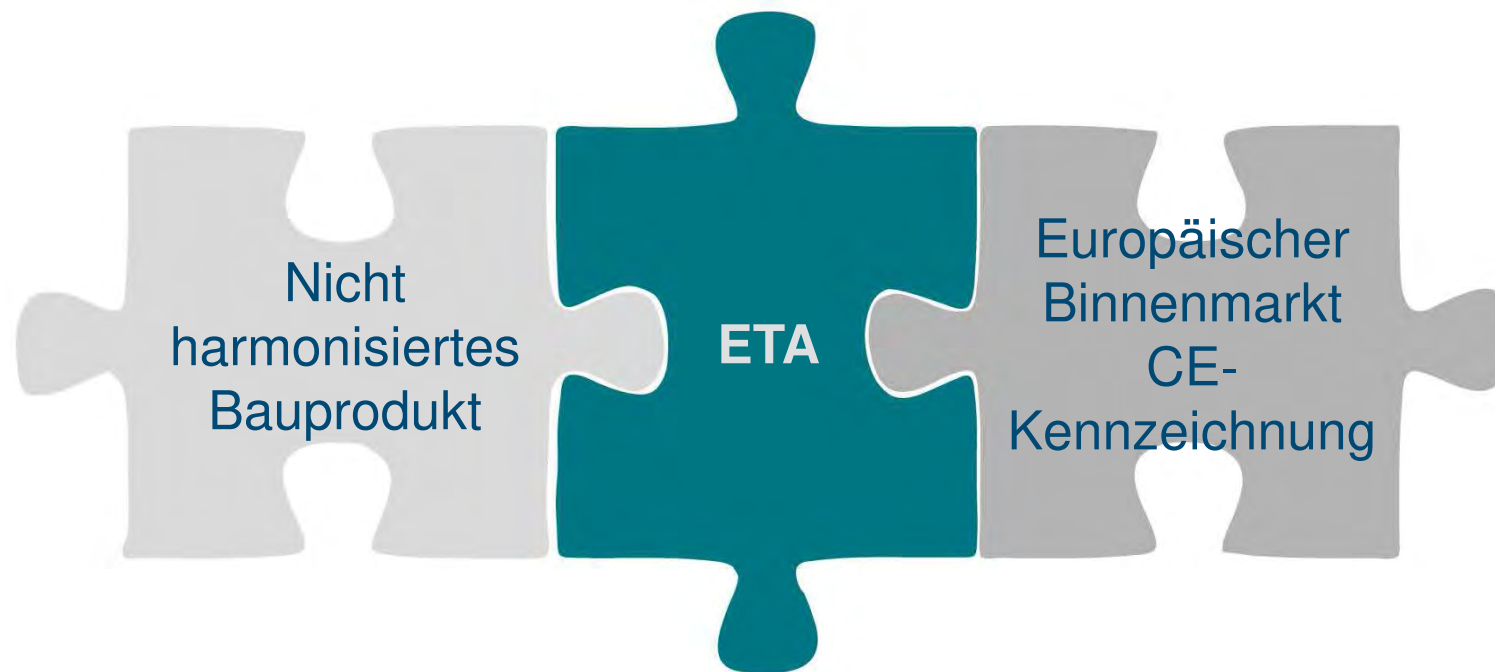 Nicht
harmonisiertes
Bauprodukt
ETA
Europäischer
Binnenmarkt
CE-
Kennzeichnung